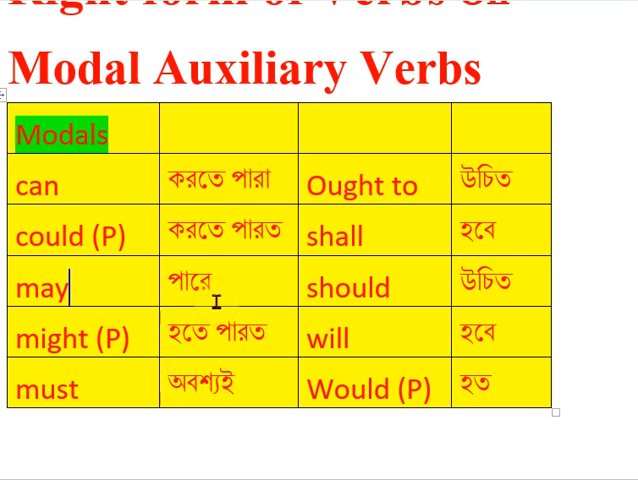 Modal Auxiliary Verbs
Modals
can করতে পারা Ought to উচিত
could (P) করতে পারত shall হবে
may পারে should উচিত
might (P) হতে পারত will হবে
must অবশ্যই Would (P) হত